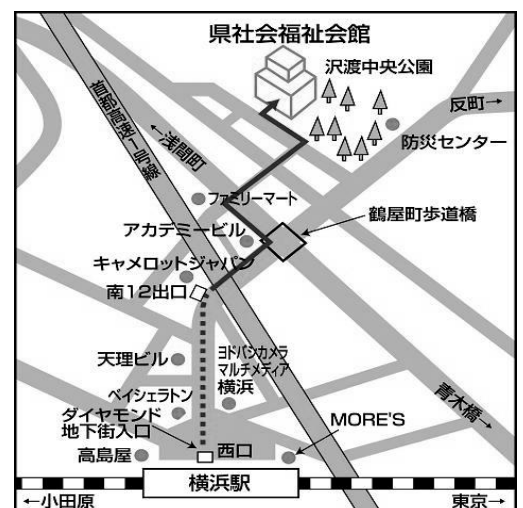 県社会福祉会館
沢渡中央公園
反町→
首都高速1号線
←浅間町
防災センター
ファミリーマート
鶴屋町歩道橋
アカデミービル
キャメロットジャパン
南12出口
天理ビル
ヨドバシカメラ
マルチメディア
横浜
ベイシェラトン
ダイヤモンド
地下街入口
MORE'S
青木橋
高島屋
西口
横浜駅
←小田原
東京→